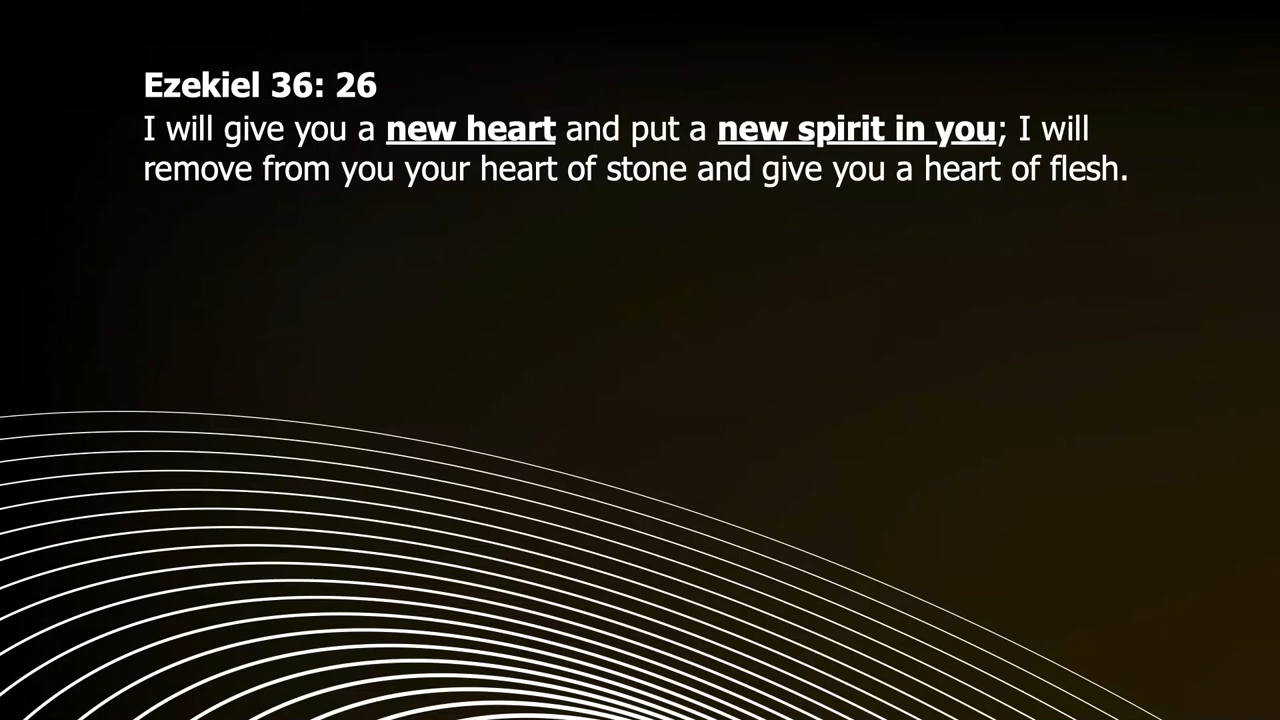 Ezekiel 36: 26
I will give you a new heart and put a new spirit in you; I will
remove from you your heart of stone and give you a heart of flesh.